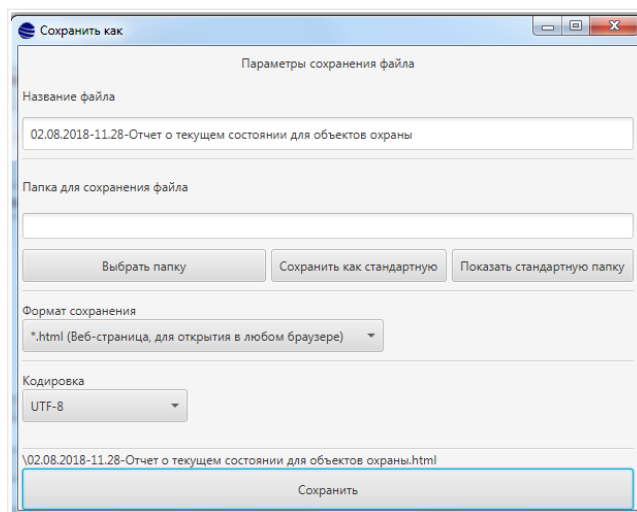 Сохранить как
Параметры сохранения файла
Название файла
02.08.2018-11.28-Отчет о текущем состоянии для объектов охраны
Папка для сохранения файла
Выбрать папку
Сохранить как стандартную
Показать стандартную папку
Формат сохранения
*.html (Веб-страница, для открытия в любом браузере)
Кодировка
UTF-8
\02.08.2018-11.28-Отчет о текущем состоянии для объектов охраны.html
Сохранить